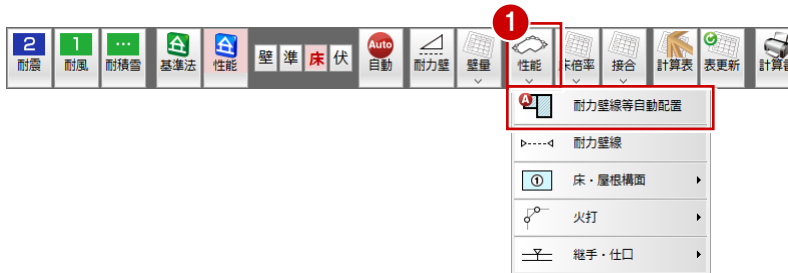 1
2 1 … Auto
耐震 耐風 耐積雪 基準法 性能 壁 準 床 伏 自動 耐力壁 壁量 性能 床倍率 接合 計算表 表更新 計算
A 耐力壁線等自動配置
耐力壁線
① 床・屋根構面
火打
継手・仕口